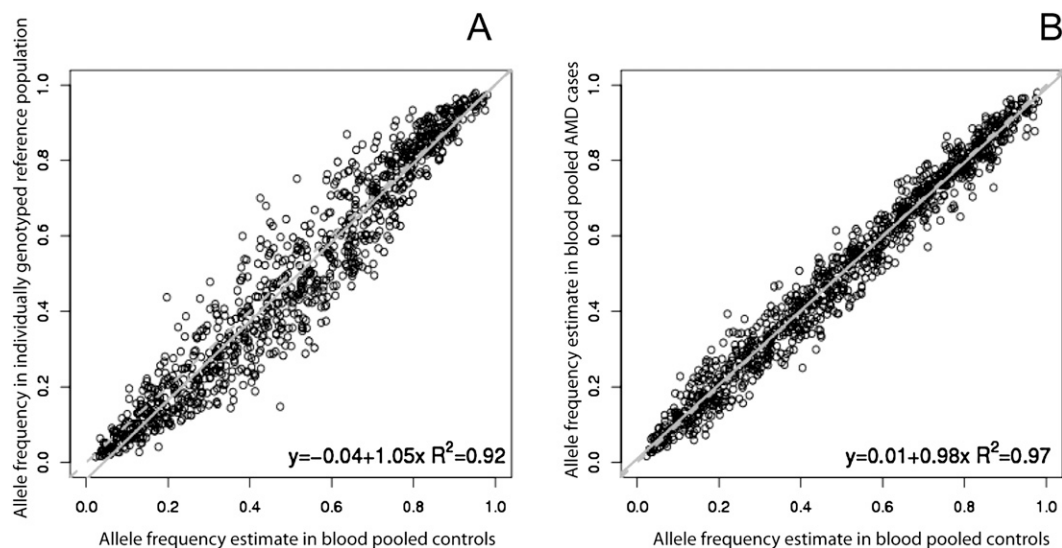 A
Allele frequency in individually genotyped reference population
1.0
0.8
0.6
0.4
0.2
0.0
y=−0.04+1.05x R²=0.92
0.0 0.2 0.4 0.6 0.8 1.0
Allele frequency estimate in blood pooled controls
B
Allele frequency estimate in blood pooled AMD cases
1.0
0.8
0.6
0.4
0.2
0.0
y=0.01+0.98x R²=0.97
0.0 0.2 0.4 0.6 0.8 1.0
Allele frequency estimate in blood pooled controls